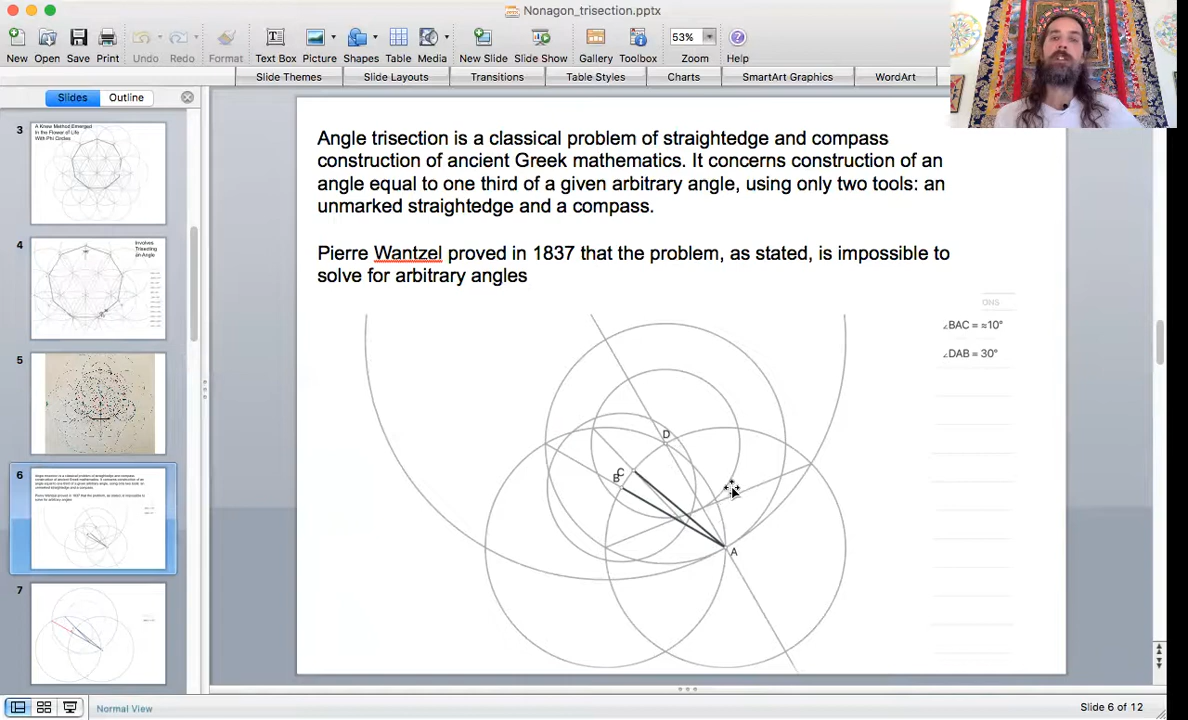 Nonagon_trisection.pptx
New Open Save Print Undo Redo Format Text Box Picture Shapes Table Media New Slide Slide Show Gallery Toolbox Zoom Help
53%
Slide Themes Slide Layouts Transitions Table Styles Charts SmartArt Graphics WordArt
Slides Outline
3
A Knew Method Emerged
In the Flower of Life
With Phi Circles
4
Involves
Trisecting
an Angle
5
6
7
Angle trisection is a classical problem of straightedge and compass
construction of ancient Greek mathematics. It concerns construction of an
angle equal to one third of a given arbitrary angle, using only two tools: an
unmarked straightedge and a compass.
Pierre Wantzel proved in 1837 that the problem, as stated, is impossible to
solve for arbitrary angles
ONS
∠BAC = ≈10°
∠DAB = 30°
D
C
B
A
Normal View
Slide 6 of 12